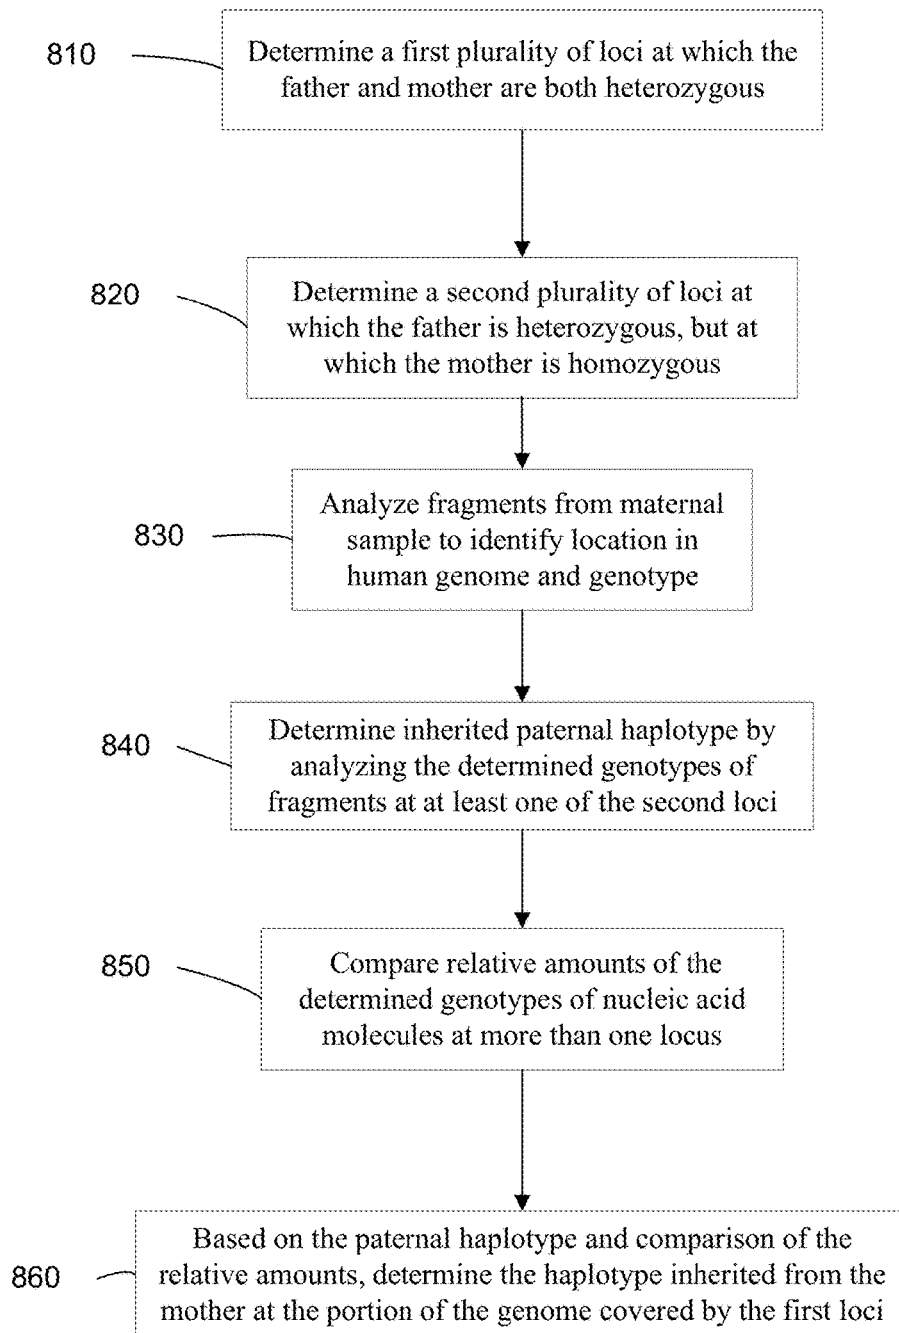 810
Determine a first plurality of loci at which the
father and mother are both heterozygous
820
Determine a second plurality of loci at
which the father is heterozygous, but at
which the mother is homozygous
830
Analyze fragments from maternal
sample to identify location in
human genome and genotype
840
Determine inherited paternal haplotype by
analyzing the determined genotypes of
fragments at at least one of the second loci
850
Compare relative amounts of the
determined genotypes of nucleic acid
molecules at more than one locus
860
Based on the paternal haplotype and comparison of the
relative amounts, determine the haplotype inherited from the
mother at the portion of the genome covered by the first loci